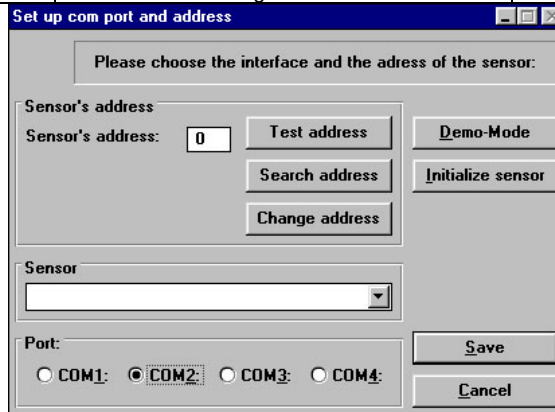 Set up com port and address
Please choose the interface and the adress of the sensor:
Sensor's address
Sensor's address: 0 Test address Demo-Mode
Search address Initialize sensor
Change address
Sensor
Port:
COM1: COM2: COM3: COM4:
Save
Cancel